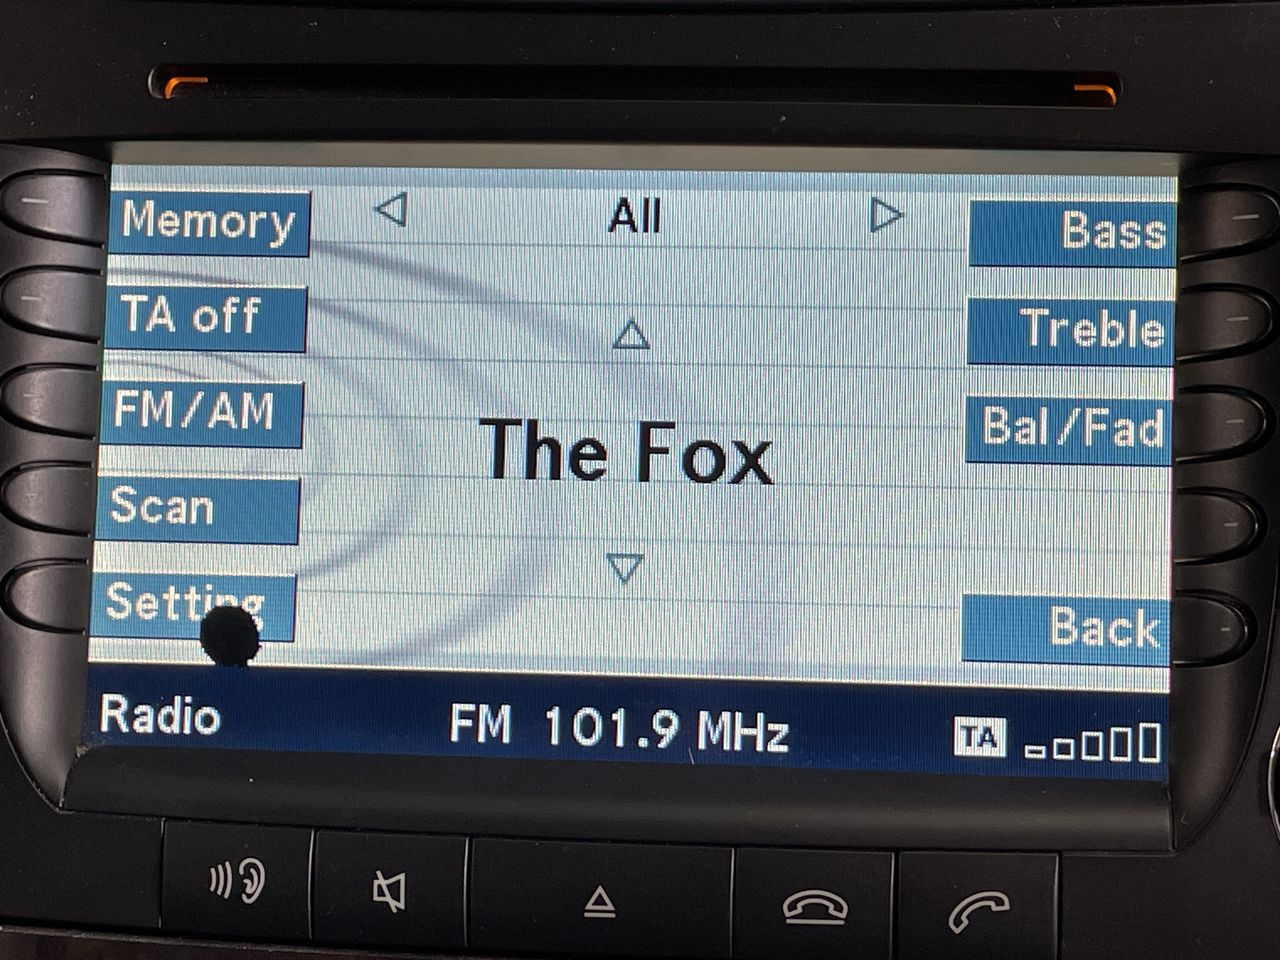 Memory
All
Bass
TA off
Treble
FM/AM
The Fox
Bal/Fad
Scan
Setting
Back
Radio
FM 101.9 MHz
TA